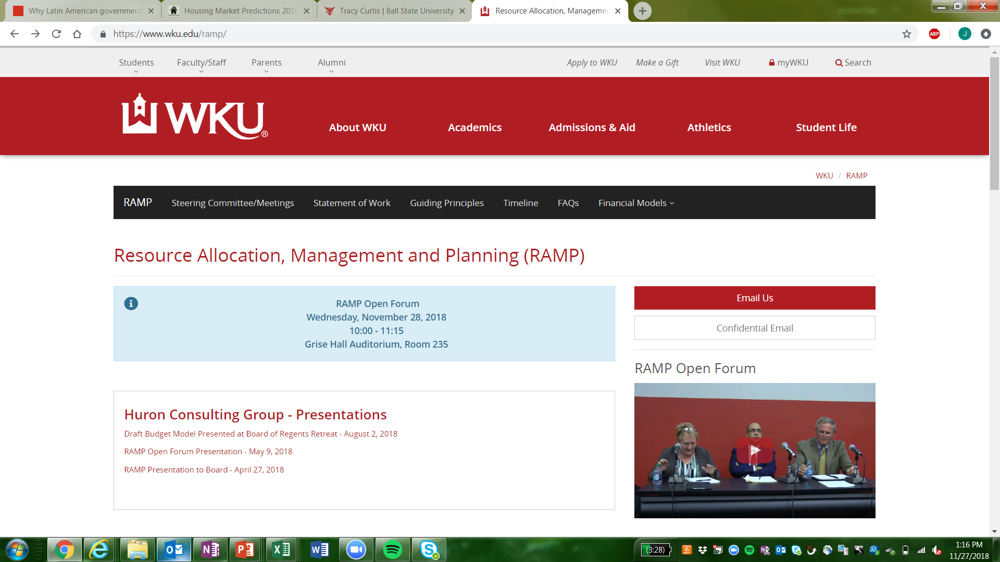 Why Latin American government
Housing Market Predictions 2019
Tracy Curtis | Ball State University
Resource Allocation, Manageme
https://www.wku.edu/ramp/
ABP
J
Students
Faculty/Staff
Parents
Alumni
Apply to WKU
Make a Gift
Visit WKU
myWKU
Search
WKU®
About WKU
Academics
Admissions & Aid
Athletics
Student Life
WKU / RAMP
RAMP
Steering Committee/Meetings
Statement of Work
Guiding Principles
Timeline
FAQs
Financial Models
Resource Allocation, Management and Planning (RAMP)
RAMP Open Forum
Wednesday, November 28, 2018
10:00 - 11:15
Grise Hall Auditorium, Room 235
Email Us
Confidential Email
RAMP Open Forum
Huron Consulting Group - Presentations
Draft Budget Model Presented at Board of Regents Retreat - August 2, 2018
RAMP Open Forum Presentation - May 9, 2018
RAMP Presentation to Board - April 27, 2018
(3:28)
1:16 PM
11/27/2018